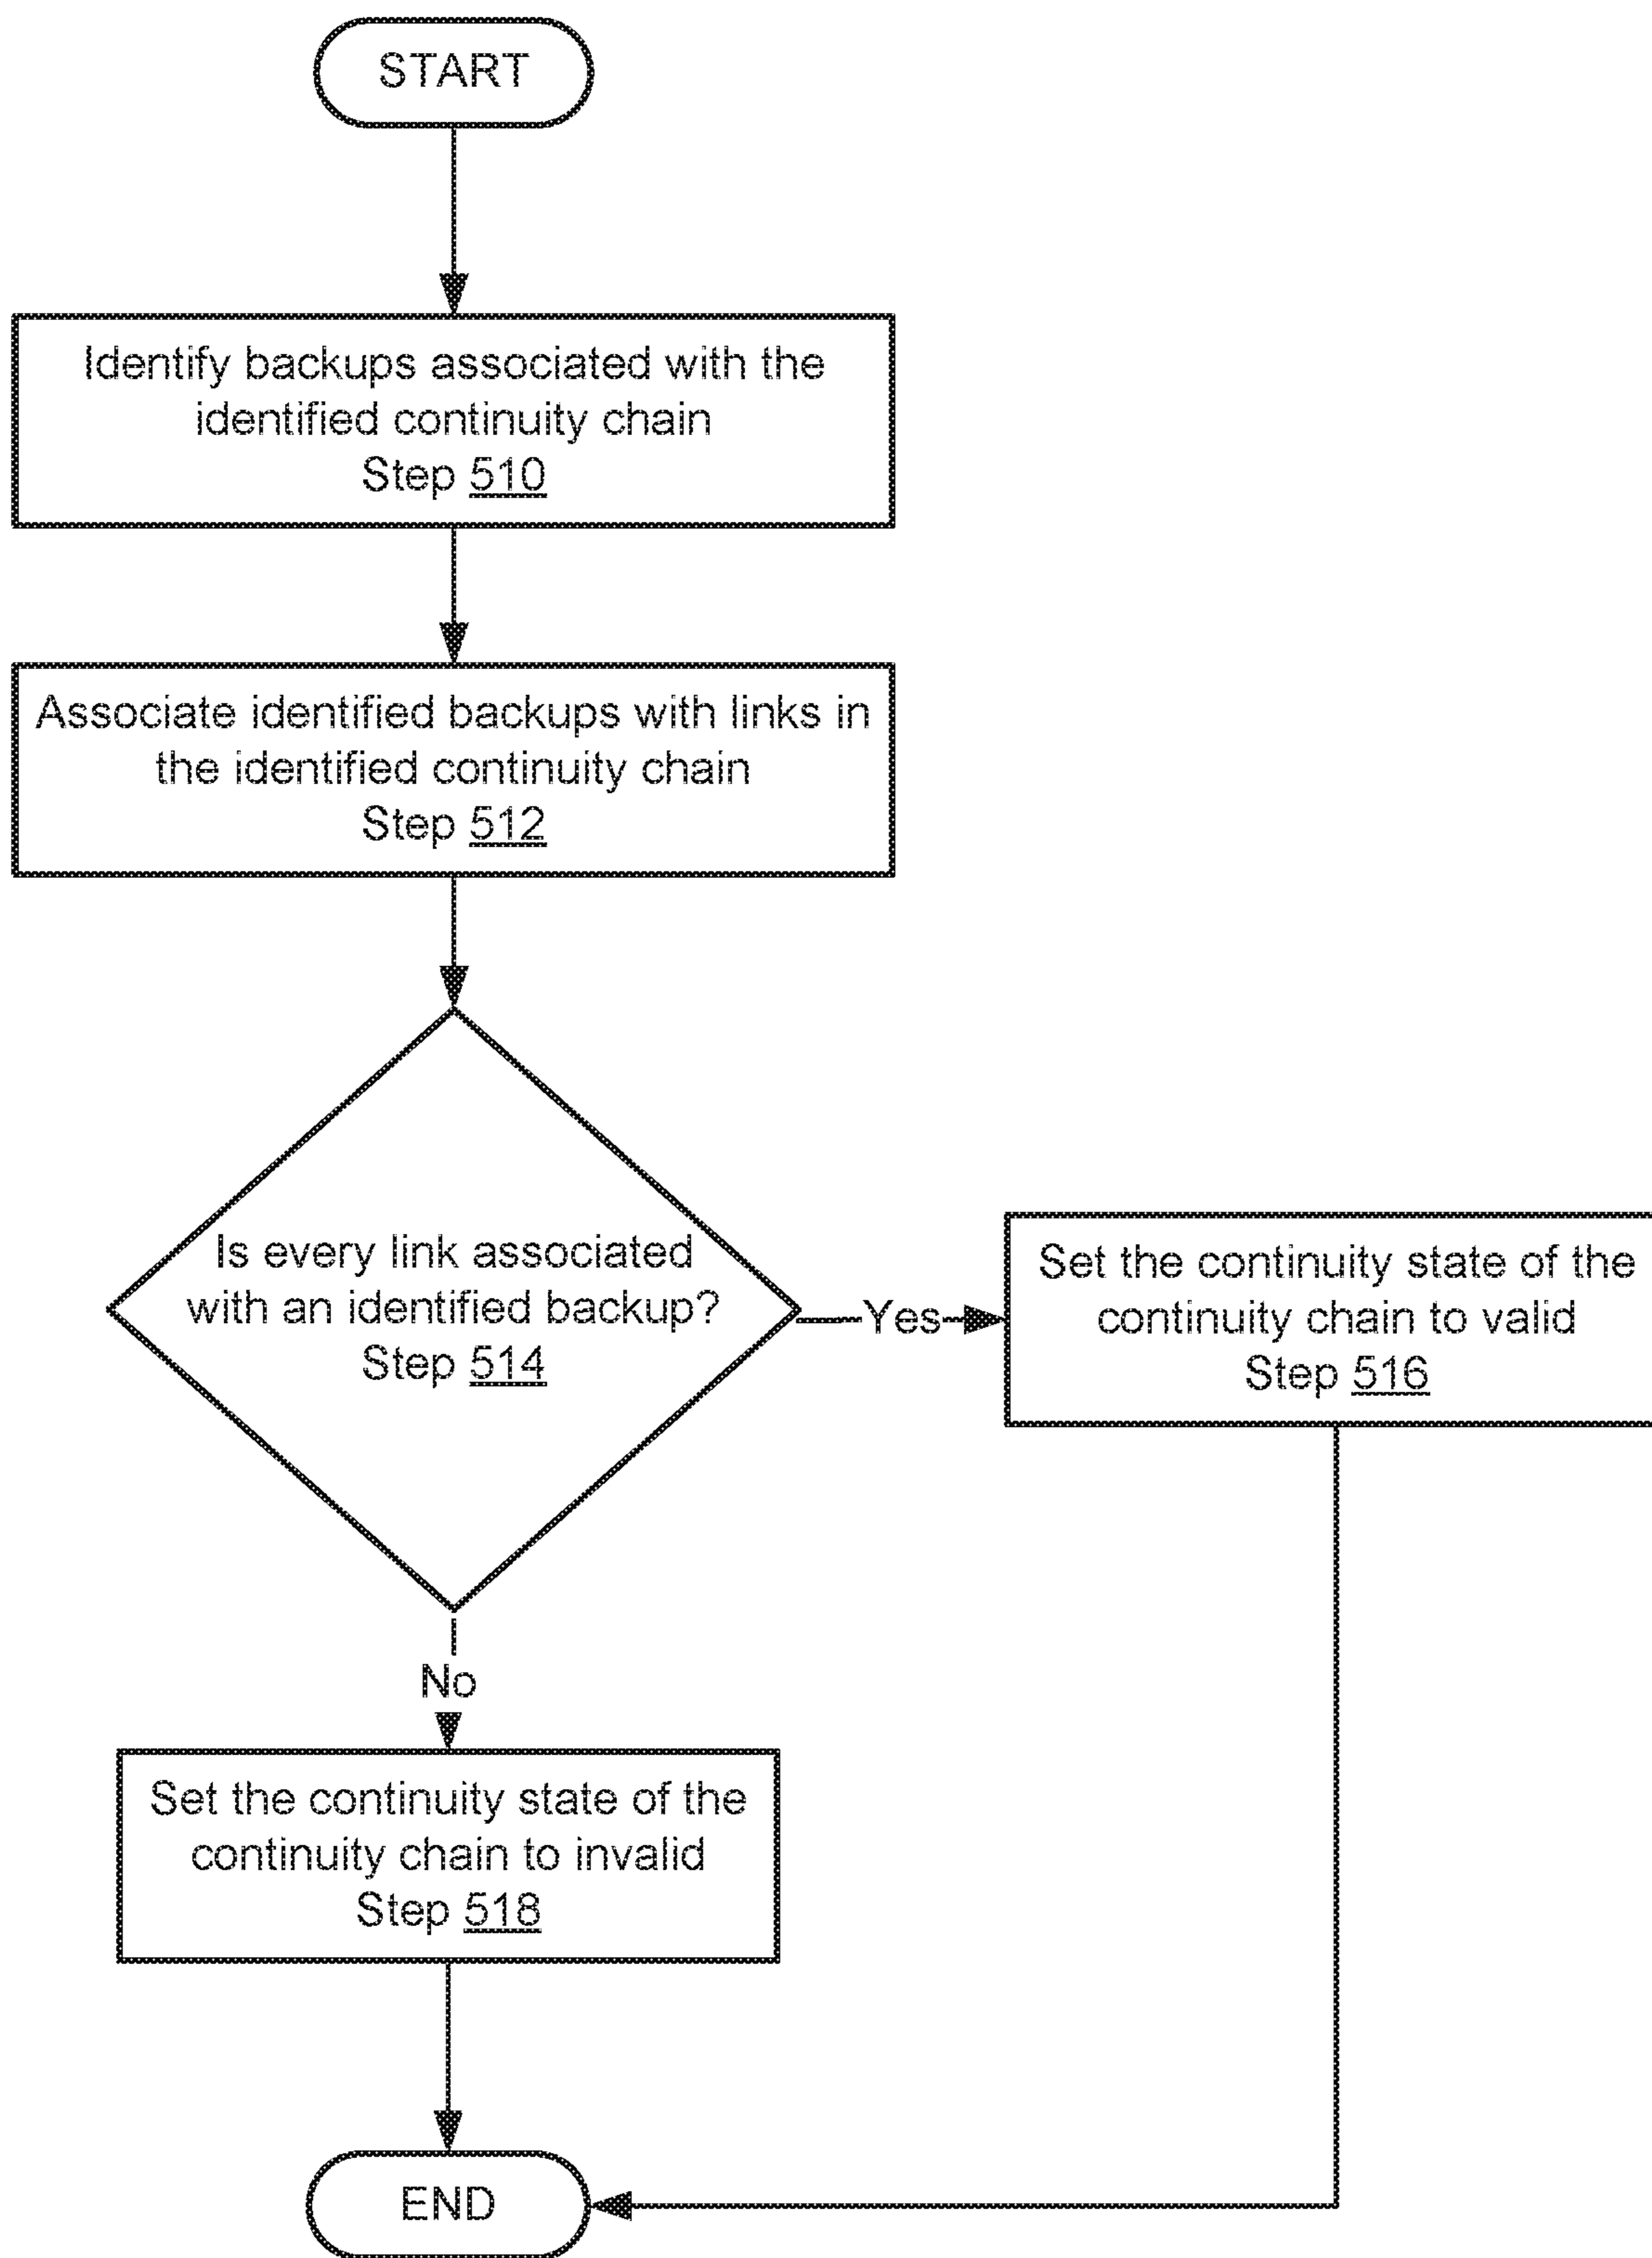 START
Identify backups associated with the
identified continuity chain
Step 510
Associate identified backups with links in
the identified continuity chain
Step 512
Is every link associated
with an identified backup?
Step 514
Yes
Set the continuity state of the
continuity chain to valid
Step 516
No
Set the continuity state of the
continuity chain to invalid
Step 518
END